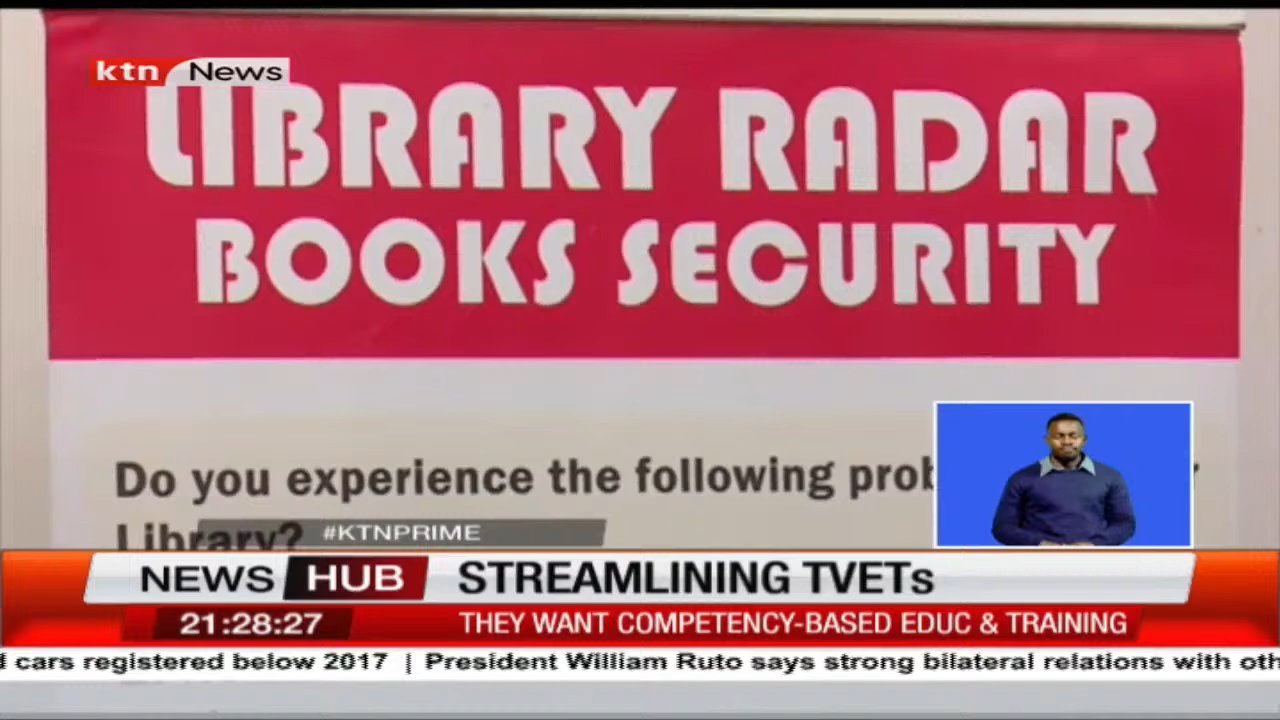 ktn News
LIBRARY RADAR
BOOKS SECURITY
Do you experience the following
Library?
#KTNPRIME
NEWS HUB STREAMLINING TVETs
21:28:27 THEY WANT COMPETENCY-BASED EDUC & TRAINING
cars registered below 2017 | President William Ruto says strong bilateral relations with